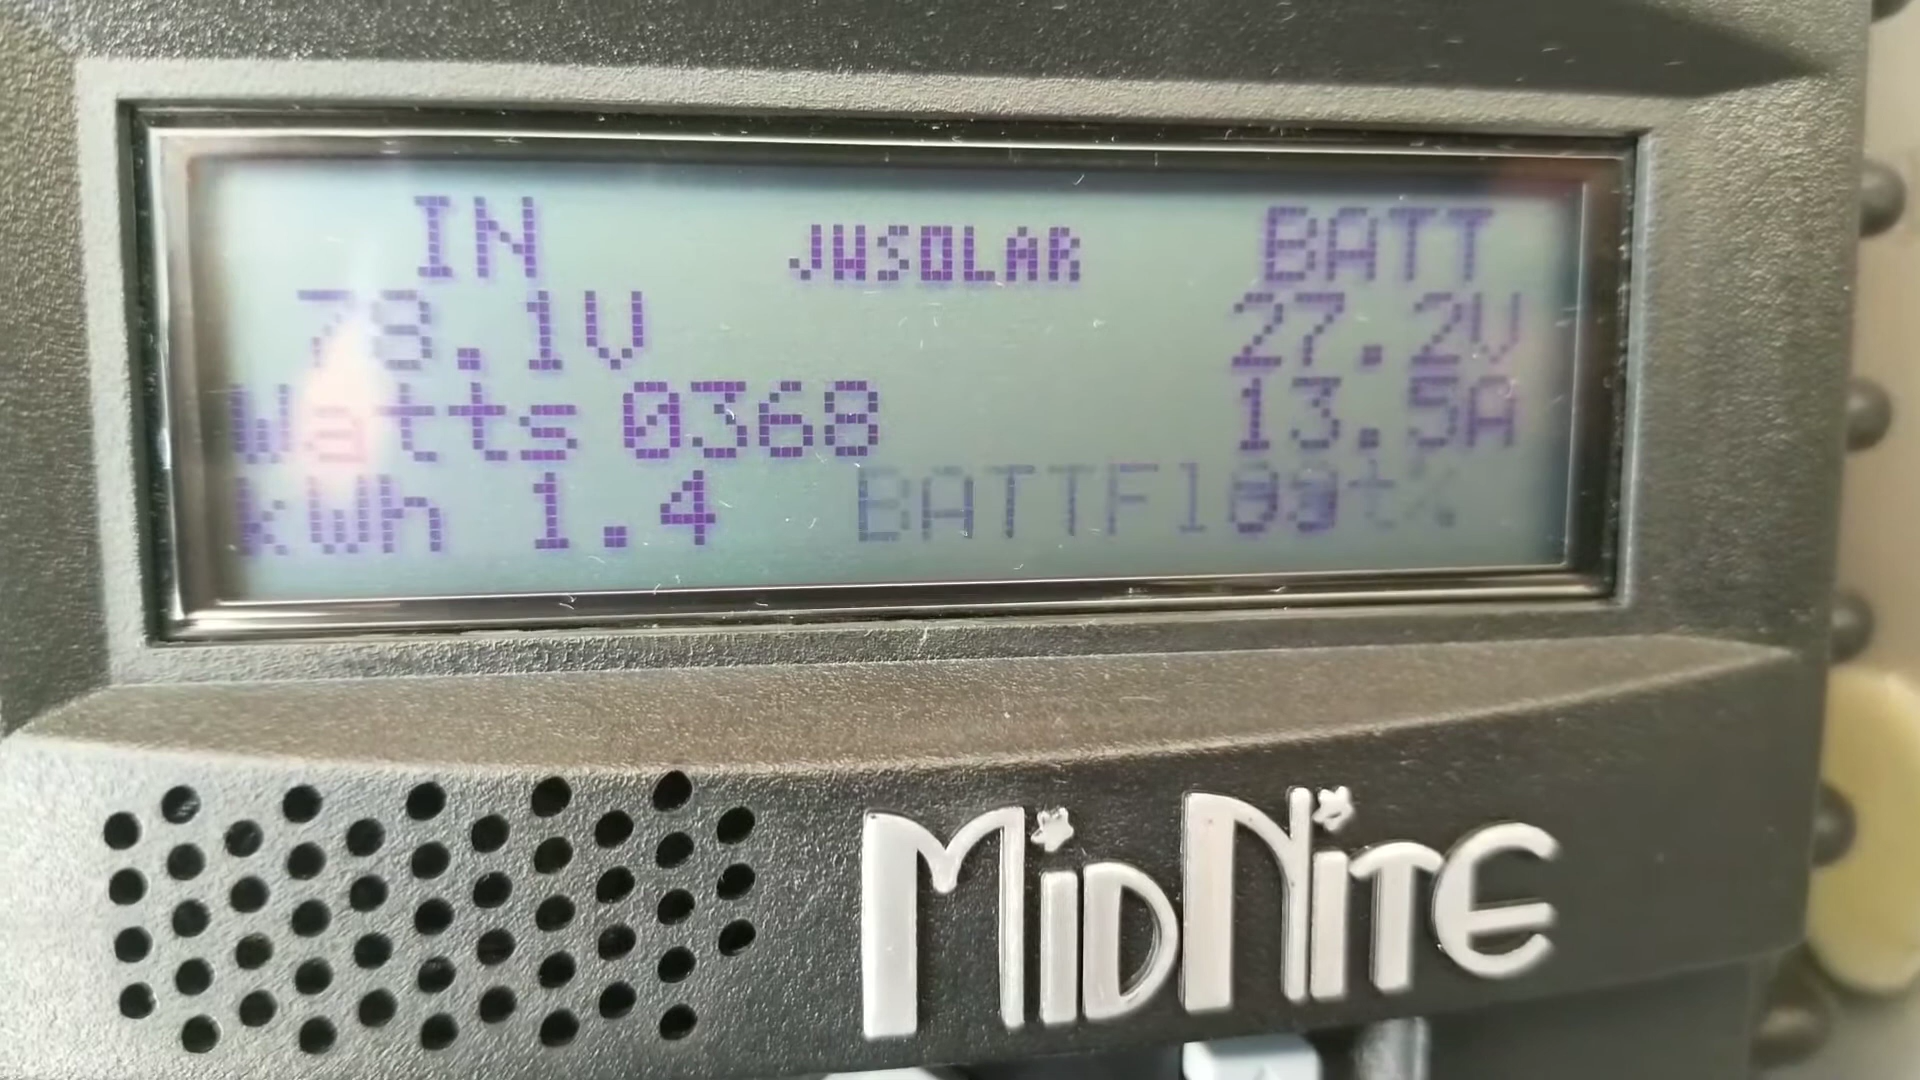 IN JWSOLAR BATT
78.1V 27.2V
Watts 0368 13.5A
kWh 1.4
MIDNITE